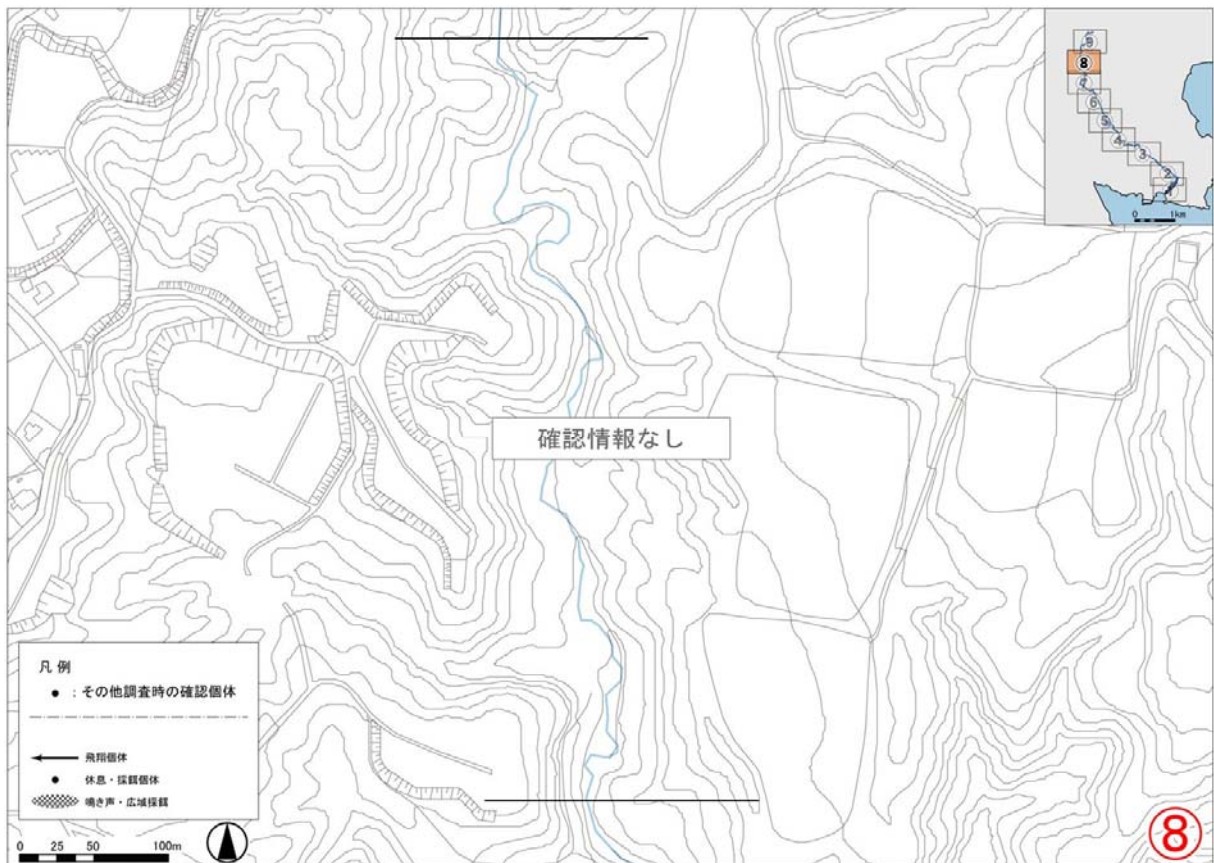 9
8
7
6
5
4
3
2
1
0 1km
確認情報なし
凡 例
● : その他調査時の確認個体
飛翔個体
休息・採餌個体
鳴き声・広域採餌
0 25 50 100m
8